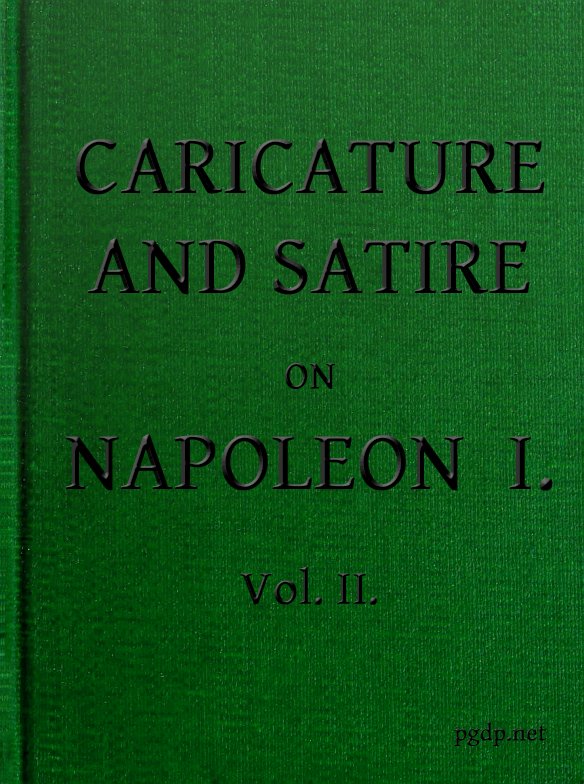 CARICATURE
AND SATIRE
ON
NAPOLEON I.
Vol. II.
pgdp.net